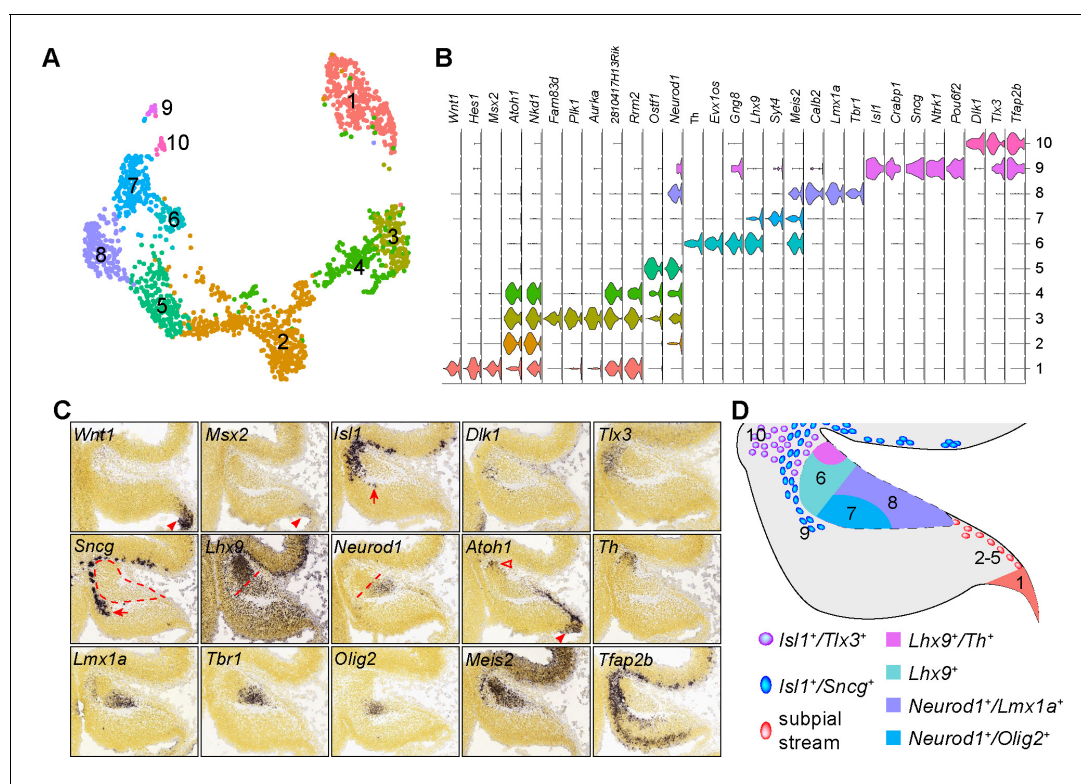 A
1
2
3
4
5
6
7
8
9
10
B
Wnt1
Hes1
Msx2
Atoh1
Nkd1
Fam83d
Plk1
Aurka
2810417H13Rik
Rrm2
Ostf1
Neurod1
Th
Evx1os
Gng8
Lhx9
Syt4
Meis2
Calb2
Lmx1a
Tbr1
Isl1
Crabp1
Sncg
Ntrk1
Pou6f2
Dlk1
Tlx3
Tfap2b
10
9
8
7
6
5
4
3
2
1
C
Wnt1
Msx2
Isl1
Dlk1
Tlx3
Sncg
Lhx9
Neurod1
Atoh1
Th
Lmx1a
Tbr1
Olig2
Meis2
Tfap2b
D
10
6
8
7
9
2-5
1
Isl1+/Tlx3+
Isl1+/Sncg+
subpial
stream
Lhx9+/Th+
Lhx9+
Neurod1+/Lmx1a+
Neurod1+/Olig2+